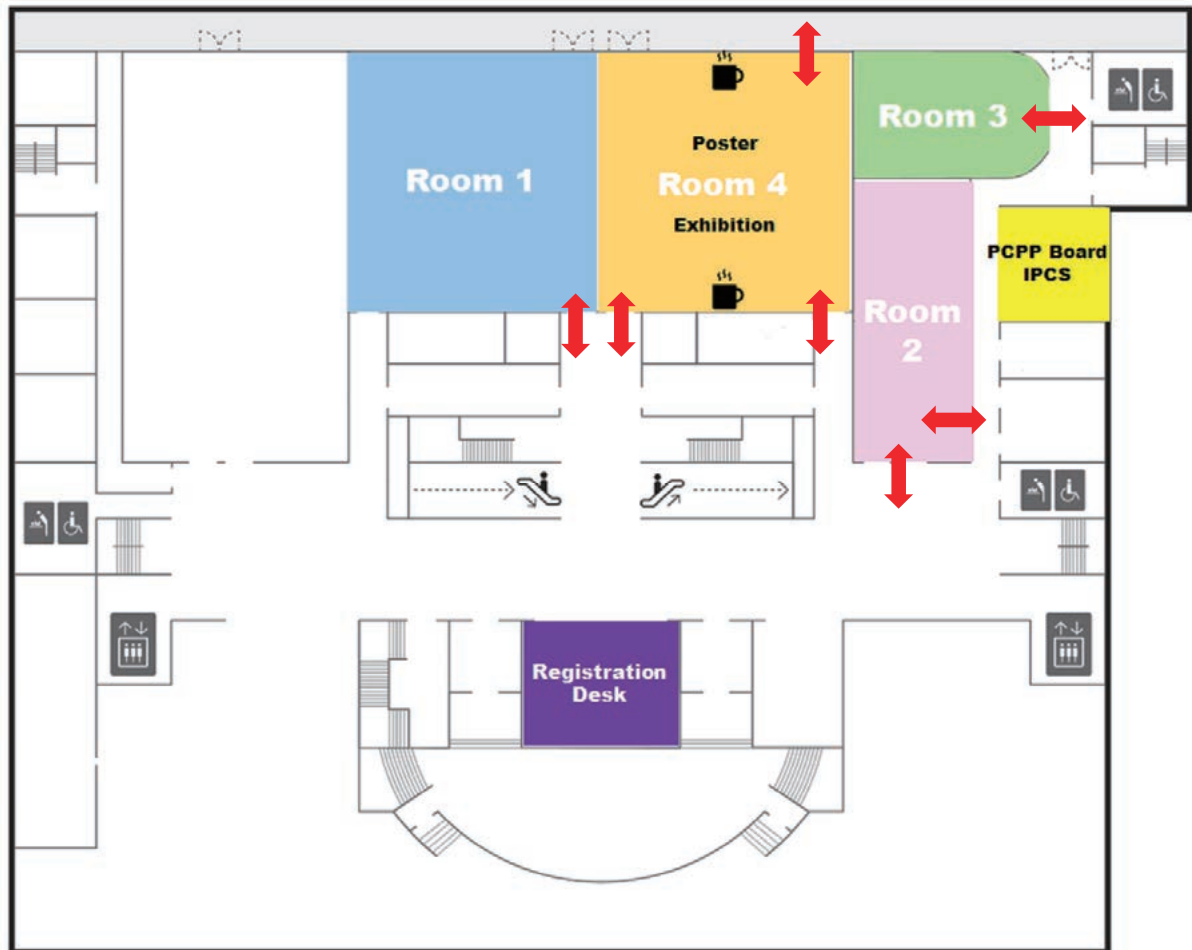 Room 1
Poster
Room 4
Exhibition
Room 3
PCPP Board
IPCS
Room
2
Registration
Desk